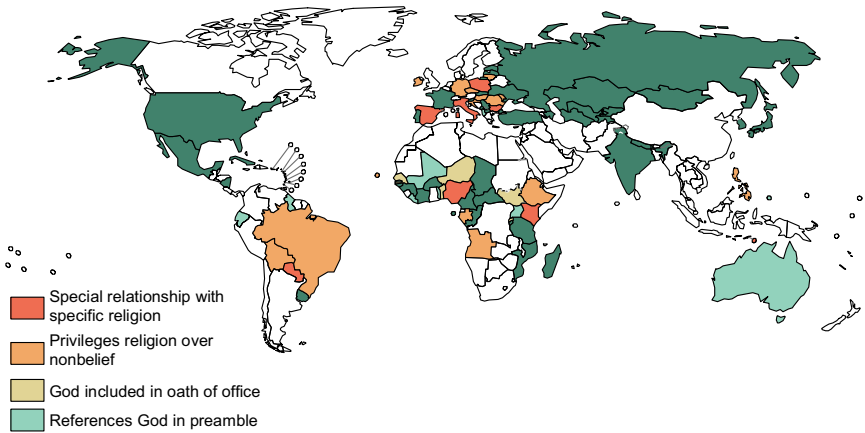 Special relationship with
specific religion
Privileges religion over
nonbelief
God included in oath of office
References God in preamble